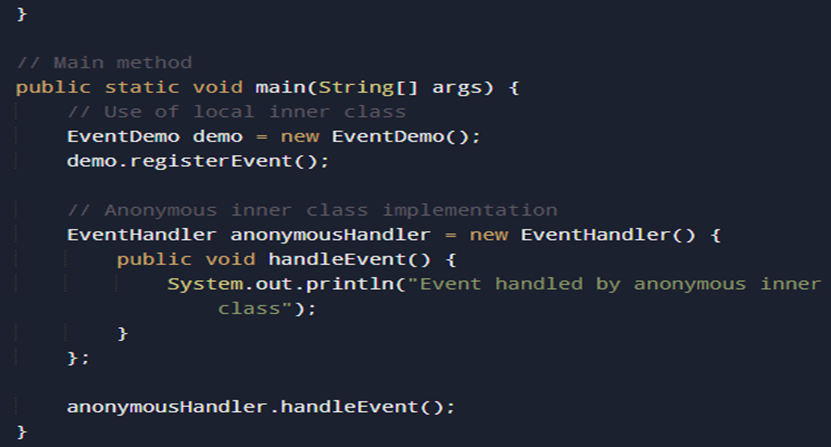 }
// Main method
public static void main(String[] args) {
// Use of local inner class
EventDemo demo = new EventDemo();
demo.registerEvent();
// Anonymous inner class implementation
EventHandler anonymousHandler = new EventHandler() {
public void handleEvent() {
System.out.println("Event handled by anonymous inner
class");
}
};
anonymousHandler.handleEvent();
}